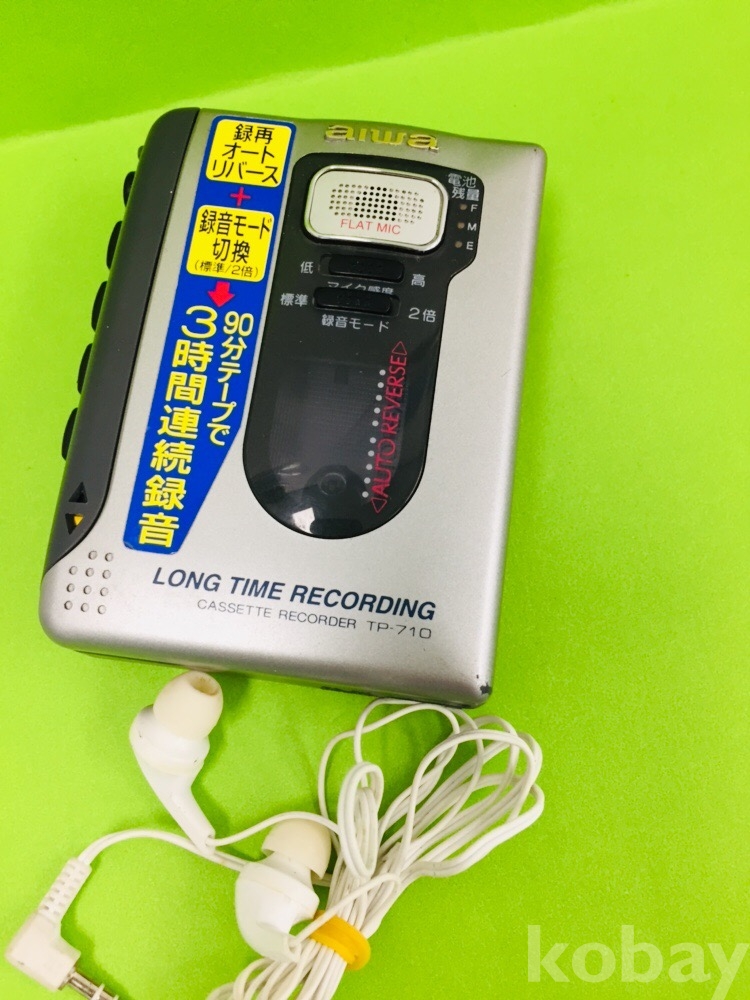 aiwa
録再
オート
リバース
+
録音モード
切換
(標準/2倍)
90分テープで
3時間連続録音
FLAT MIC
電池
残量
F
M
E
低 高
マイク感度
標準 2倍
録音モード
AUTO REVERSE
LONG TIME RECORDING
CASSETTE RECORDER TP-710
kobay